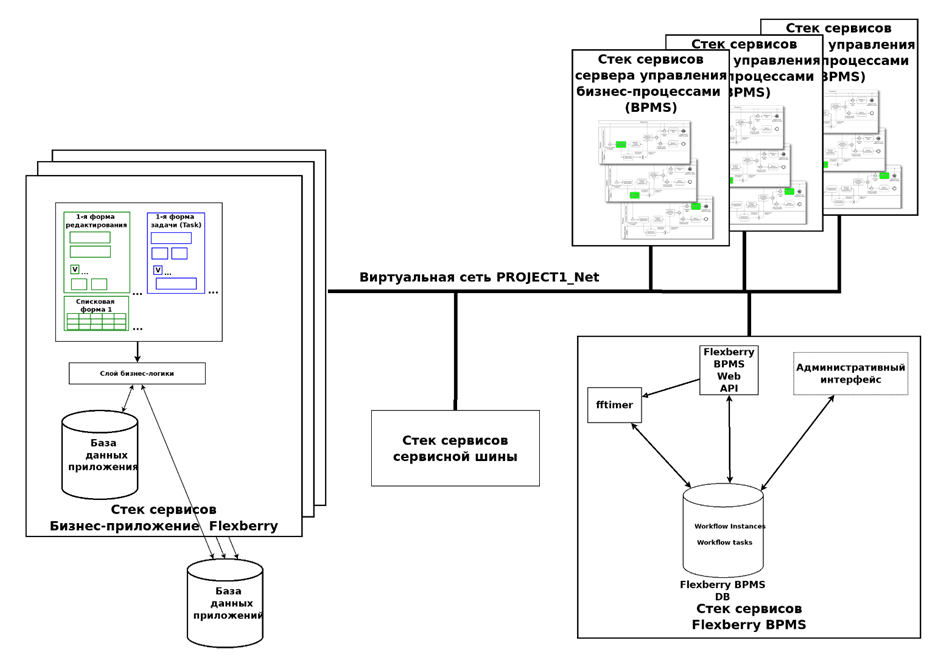 Стек сервисов
управления
процессами
BPMS)
Стек сервисов
управления
процессами
BPMS)
Стек сервисов
сервера управления
бизнес-процессами
(BPMS)
Виртуальная сеть PROJECT1_Net
1-я форма
редактирования
V ...
...
1-я форма
задачи (Task)
V ...
...
Списковая
форма 1
...
Слой бизнес-логики
База
данных
приложения
Стек сервисов
Бизнес-приложение Flexberry
База
данных
приложений
Стек сервисов
сервисной шины
Flexberry
BPMS
Web
API
Административный
интерфейс
fftimer
Workflow Instances
Workflow tasks
Flexberry BPMS
DB
Стек сервисов
Flexberry BPMS